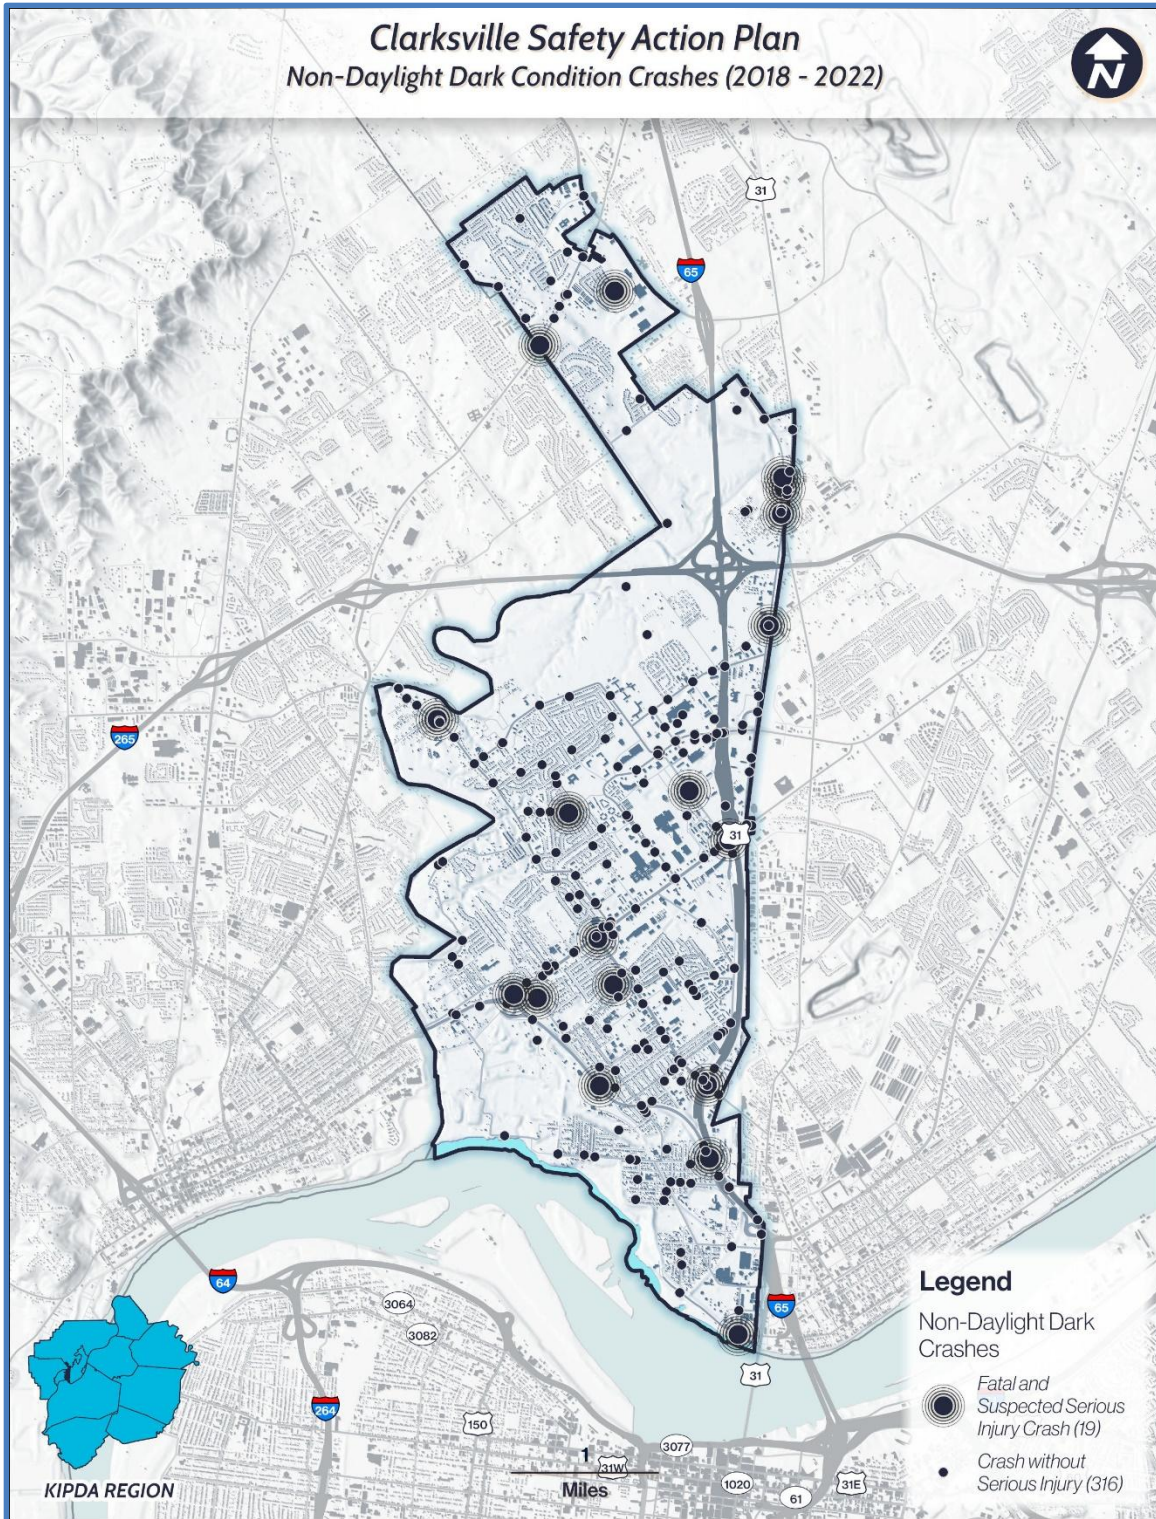 Clarksville Safety Action Plan
Non-Daylight Dark Condition Crashes (2018 - 2022)
N
31
65
265
31
64
3064
3082
264
150
3077
31W
1020
61
31E
65
31
1
Miles
KIPDA REGION
Legend
Non-Daylight Dark
Crashes
Fatal and
Suspected Serious
Injury Crash (19)
Crash without
Serious Injury (316)